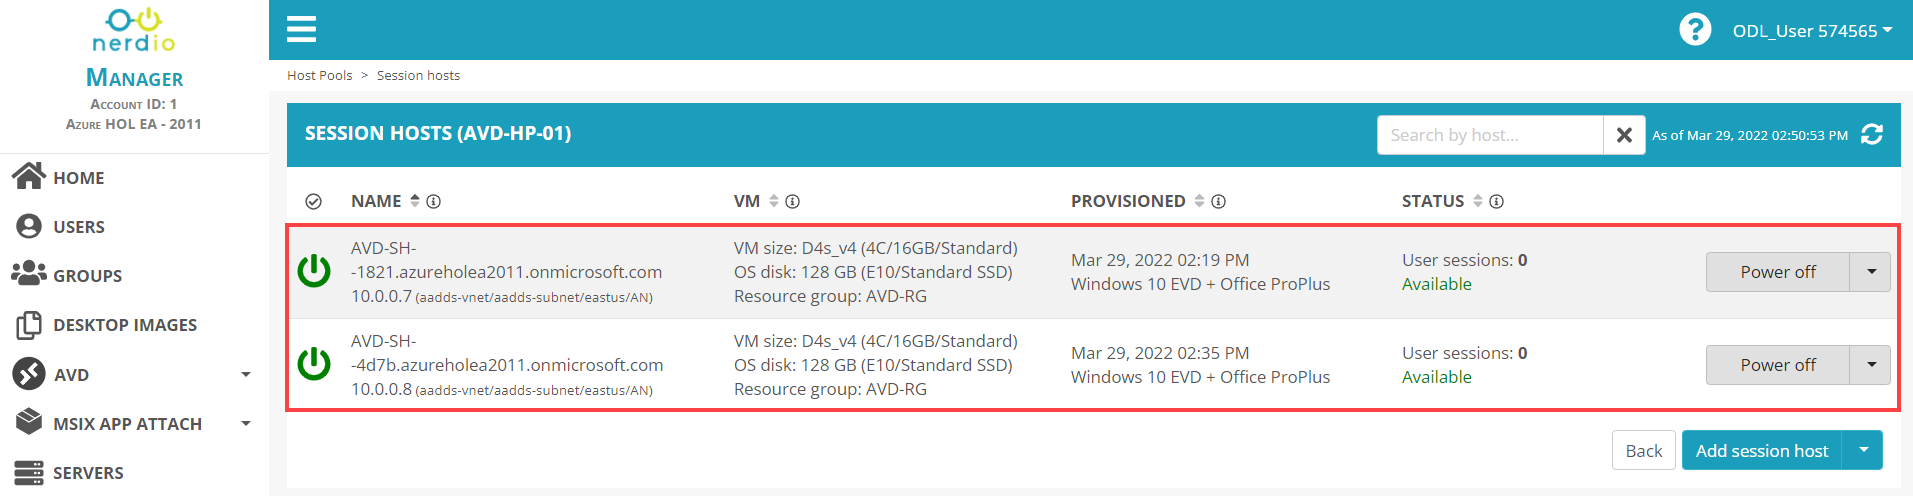 nerdio
MANAGER
ACCOUNT ID: 1
AZURE HOL EA - 2011
HOME
USERS
GROUPS
DESKTOP IMAGES
AVD
MSIX APP ATTACH
SERVERS
? ODL_User 574565
Host Pools > Session hosts
SESSION HOSTS (AVD-HP-01) Search by host... As of Mar 29, 2022 02:50:53 PM
NAME VM PROVISIONED STATUS
AVD-SH-
-1821.azureholea2011.onmicrosoft.com
10.0.0.7 (aadds-vnet/aadds-subnet/eastus/AN)
VM size: D4s_v4 (4C/16GB/Standard)
OS disk: 128 GB (E10/Standard SSD)
Resource group: AVD-RG
Mar 29, 2022 02:19 PM
Windows 10 EVD + Office ProPlus
User sessions: 0
Available
Power off
AVD-SH-
-4d7b.azureholea2011.onmicrosoft.com
10.0.0.8 (aadds-vnet/aadds-subnet/eastus/AN)
VM size: D4s_v4 (4C/16GB/Standard)
OS disk: 128 GB (E10/Standard SSD)
Resource group: AVD-RG
Mar 29, 2022 02:35 PM
Windows 10 EVD + Office ProPlus
User sessions: 0
Available
Power off
Back Add session host